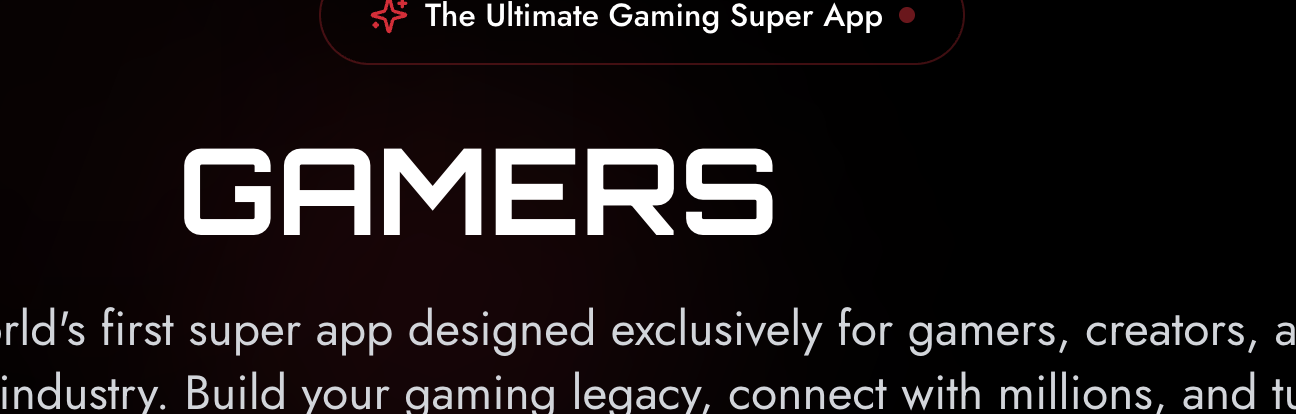 The Ultimate Gaming Super App
GAMERS
first super app designed exclusively for gamers, creators,
industry. Build your gaming legacy, connect with millions, and